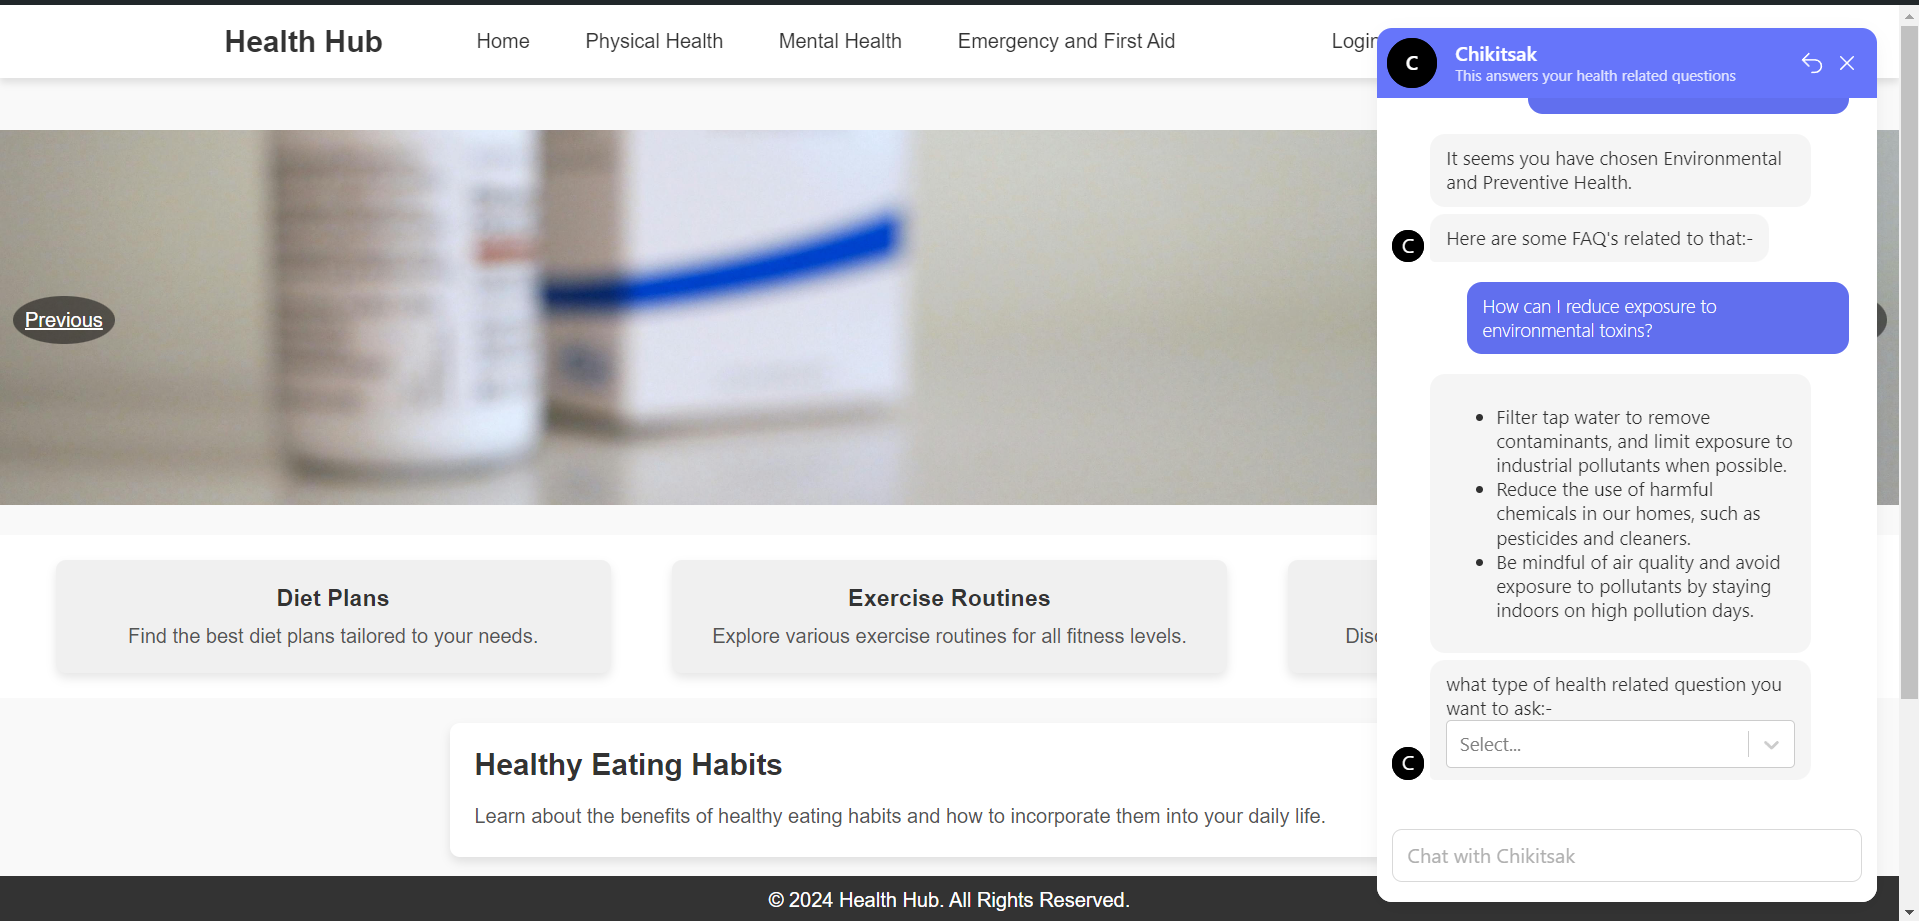 Health Hub
Home
Physical Health
Mental Health
Emergency and First Aid
Login
C
Chikitsak
This answers your health related questions
Previous
It seems you have chosen Environmental
and Preventive Health.
C
Here are some FAQ's related to that:-
How can I reduce exposure to
environmental toxins?
• Filter tap water to remove
contaminants, and limit exposure to
industrial pollutants when possible.
• Reduce the use of harmful
chemicals in our homes, such as
pesticides and cleaners.
• Be mindful of air quality and avoid
exposure to pollutants by staying
indoors on high pollution days.
what type of health related question you
want to ask:-
Select...
C
Chat with Chikitsak
Diet Plans
Find the best diet plans tailored to your needs.
Exercise Routines
Explore various exercise routines for all fitness levels.
Healthy Eating Habits
Learn about the benefits of healthy eating habits and how to incorporate them into your daily life.
© 2024 Health Hub. All Rights Reserved.